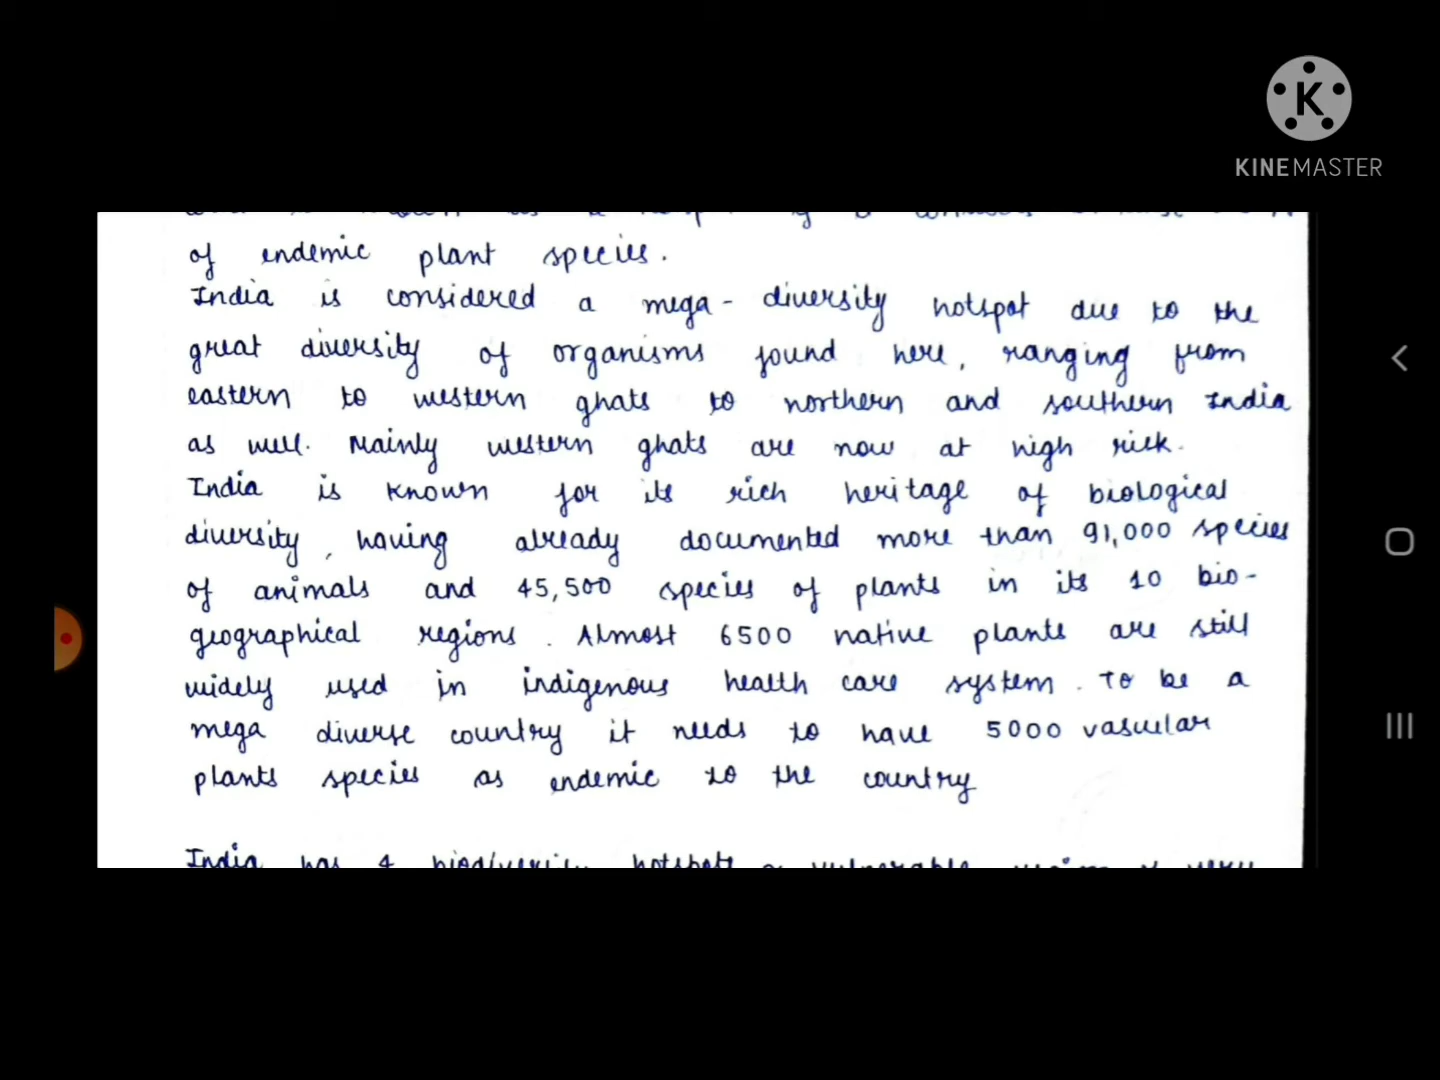 KINEMASTER
of endemic plant species.
India is considered a mega- diversity hotspot due to the
great diversity of organisms found here, ranging from
eastern to western ghats to northern and southern India
as well. Mainly western ghats are now at high risk.
India is known for its rich heritage of biological
diversity, having already documented more than 91,000 species
of animals and 45,500 species of plants in its 10 bio-
geographical regions. Almost 6500 native plants are still
widely used in indigenous health care system. To be a
mega diverse country it needs to have 5000 vascular
plants species as endemic to the country
India has 4 biodiversity hotspots